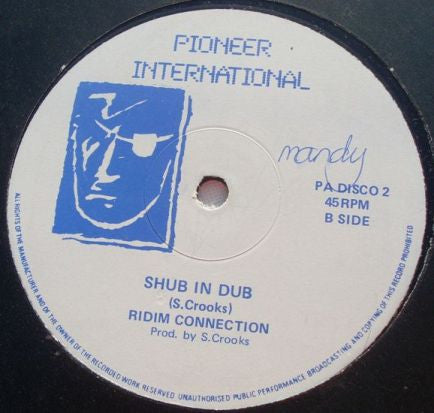 PIONEER
INTERNATIONAL
mandy
PA DISCO 2
45 RPM
B SIDE
SHUB IN DUB
(S.Crooks)
RIDIM CONNECTION
Prod. by S.Crooks
ALL RIGHTS OF THE MANUFACTURER AND OF THE OWNER OF THE RECORDED WORK RESERVED. UNAUTHORISED PUBLIC PERFORMANCE BROADCASTING AND COPYING OF THIS RECORD PROHIBITED